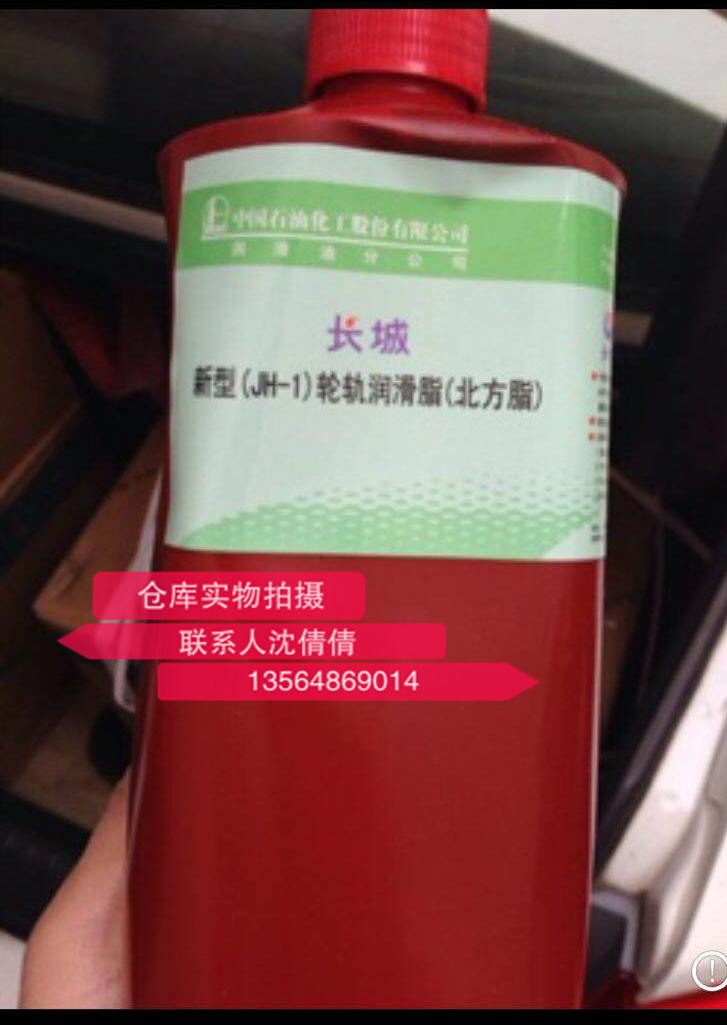 中国石油化工股份有限公司
润滑油分公司
长城
新型(JH-1)轮轨润滑脂(北方脂)
仓库实物拍摄
联系人沈倩倩
13564869014